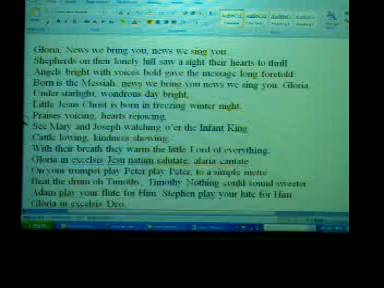 Gloria, News we bring you, news we sing you
Shepherds on their lonely hill saw a sight their hearts to thrill
Angels bright with voices bold gave the message long foretold
Born is the Messiah. news we bring you news we sing you, Gloria
Under starlight, wondrous day bright,
Little Jesus Christ is born in freezing winter night.
Praises voicing, hearts rejoicing,
See Mary and Joseph watching o'er the Infant King
Cattle lowing, kindness showing.
With their breath they warm the little Lord of everything.
Gloria in excelsis Jesu natum salutate, alaria cantate
On your trumpet play Peter play Peter, to a simple metre
Beat the drum oh Timothy, Timothy Nothing could sound sweeter
Adam play your flute for Him. Stephen play your lute for Him
Gloria in excelsis Deo.